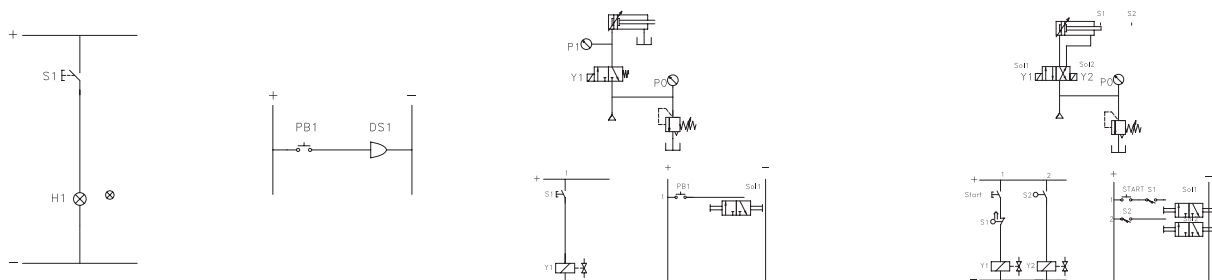 +
S1
H1
−
+
−
PB1
DS1
P1
Y1
P0
+
1
S1
Y1
+
−
PB1
Sol1
1
S1
S2
Sol1
Sol2
Y1
Y2
P0
+
1
2
Start
S2
S1
Y1
Y2
−
+
−
START
S1
Sol1
1
S2
2